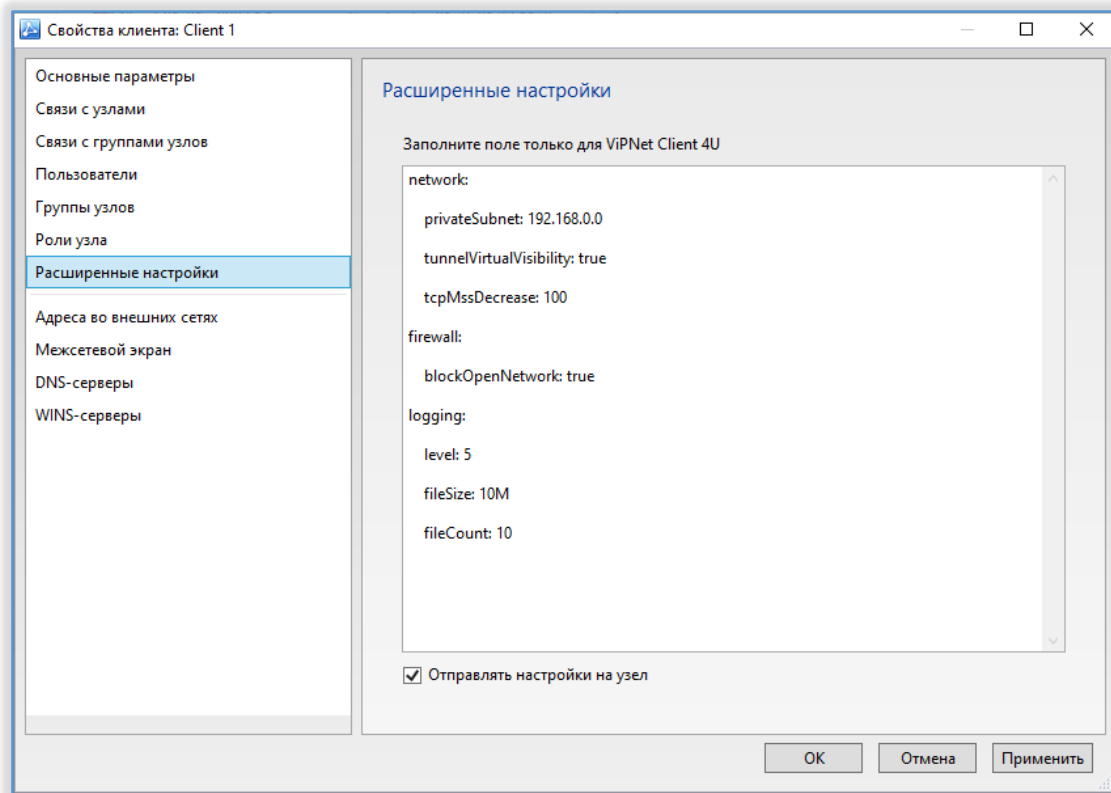 Свойства клиента: Client 1
Основные параметры
Связи с узлами
Связи с группами узлов
Пользователи
Группы узлов
Роли узла
Расширенные настройки
Адреса во внешних сетях
Межсетевой экран
DNS-серверы
WINS-серверы
Расширенные настройки
Заполните поле только для ViPNet Client 4U
network:
privateSubnet: 192.168.0.0
tunnelVirtualVisibility: true
tcpMssDecrease: 100
firewall:
blockOpenNetwork: true
logging:
level: 5
fileSize: 10M
fileCount: 10
Отправлять настройки на узел
ОК
Отмена
Применить